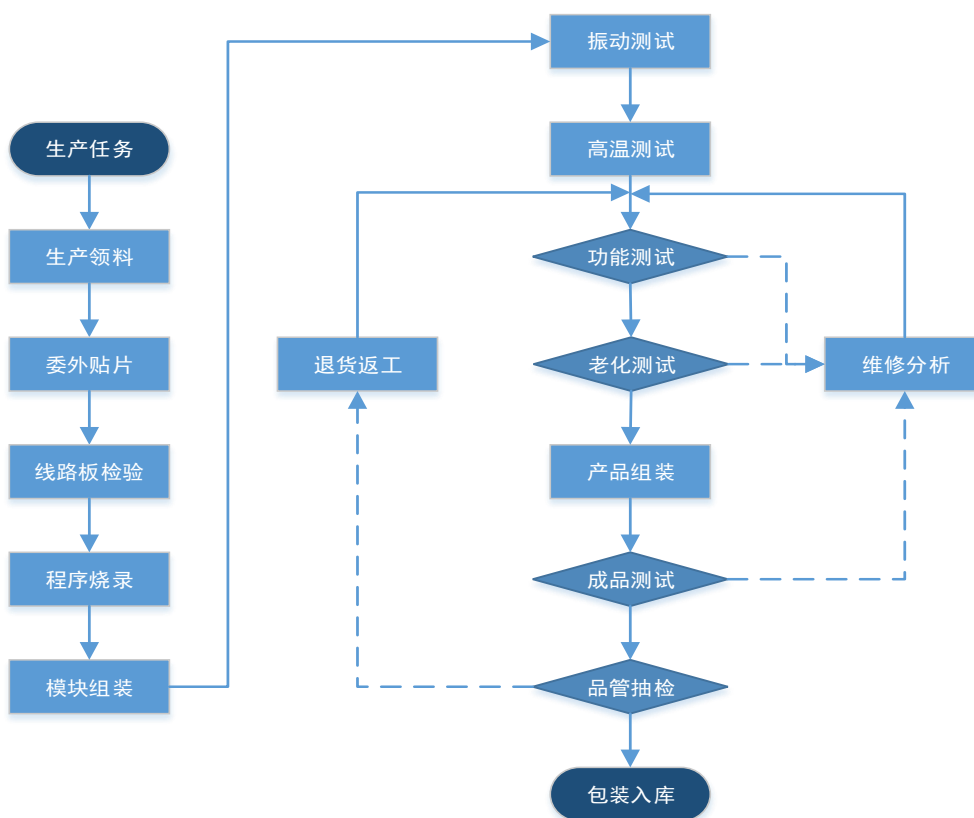 生产任务
生产领料
委外贴片
线路板检验
程序烧录
模块组装
振动测试
高温测试
功能测试
老化测试
产品组装
成品测试
品管抽检
包装入库
退货返工
维修分析